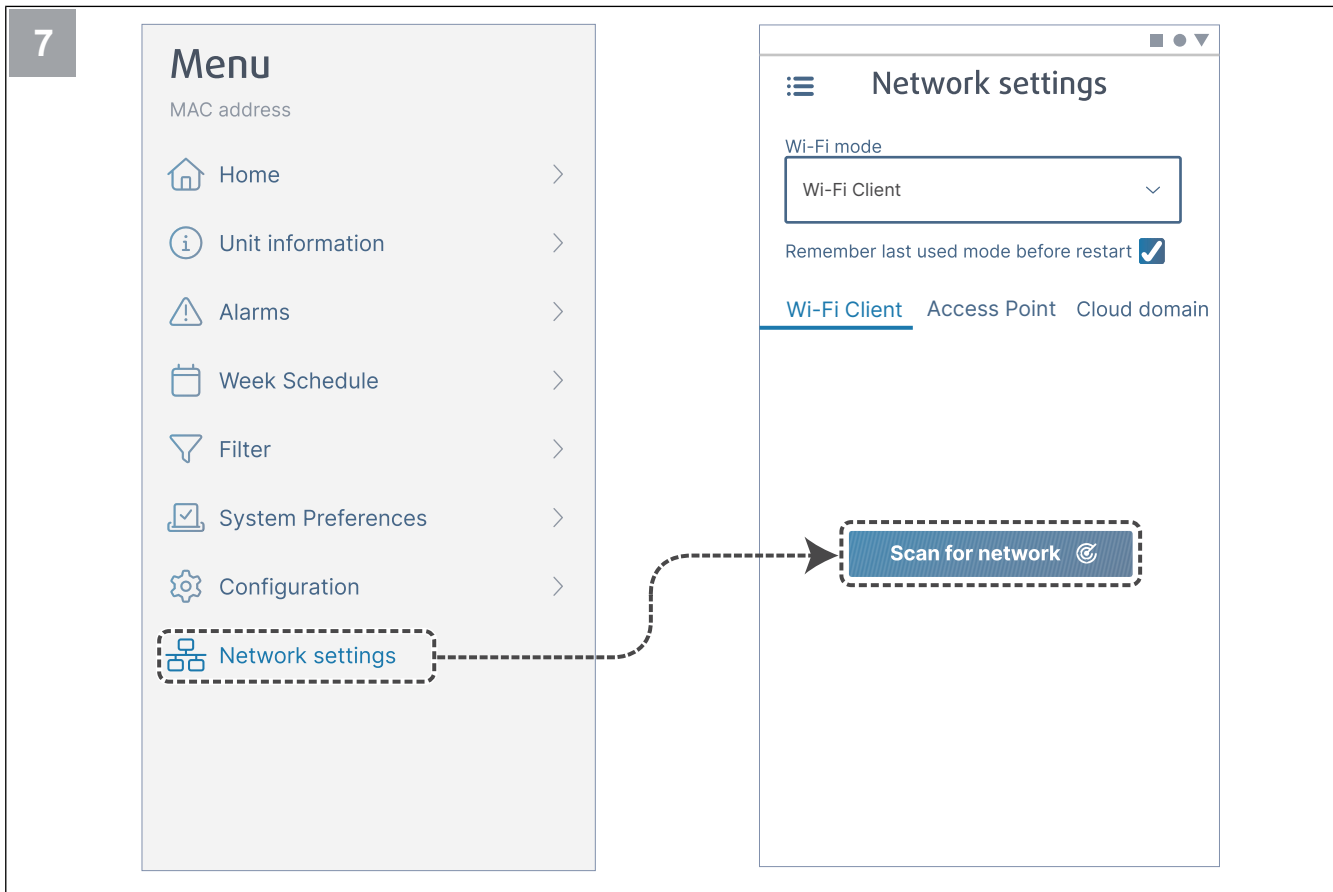 7
Menu
MAC address
Home
Unit information
Alarms
Week Schedule
Filter
System Preferences
Configuration
Network settings
Network settings
Wi-Fi mode
Wi-Fi Client
Remember last used mode before restart
Wi-Fi Client Access Point Cloud domain
Scan for network